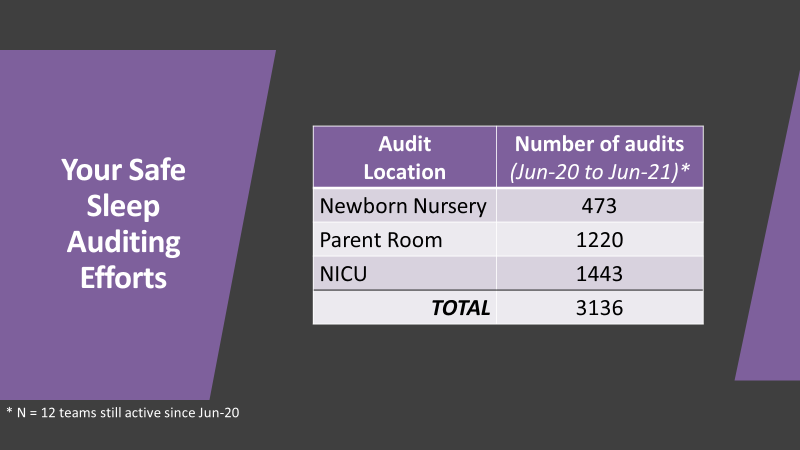 Your Safe
Sleep
Auditing
Efforts
Audit
Location
Number of audits
(Jun-20 to Jun-21)*
Newborn Nursery 473
Parent Room 1220
NICU 1443
TOTAL 3136
* N = 12 teams still active since Jun-20